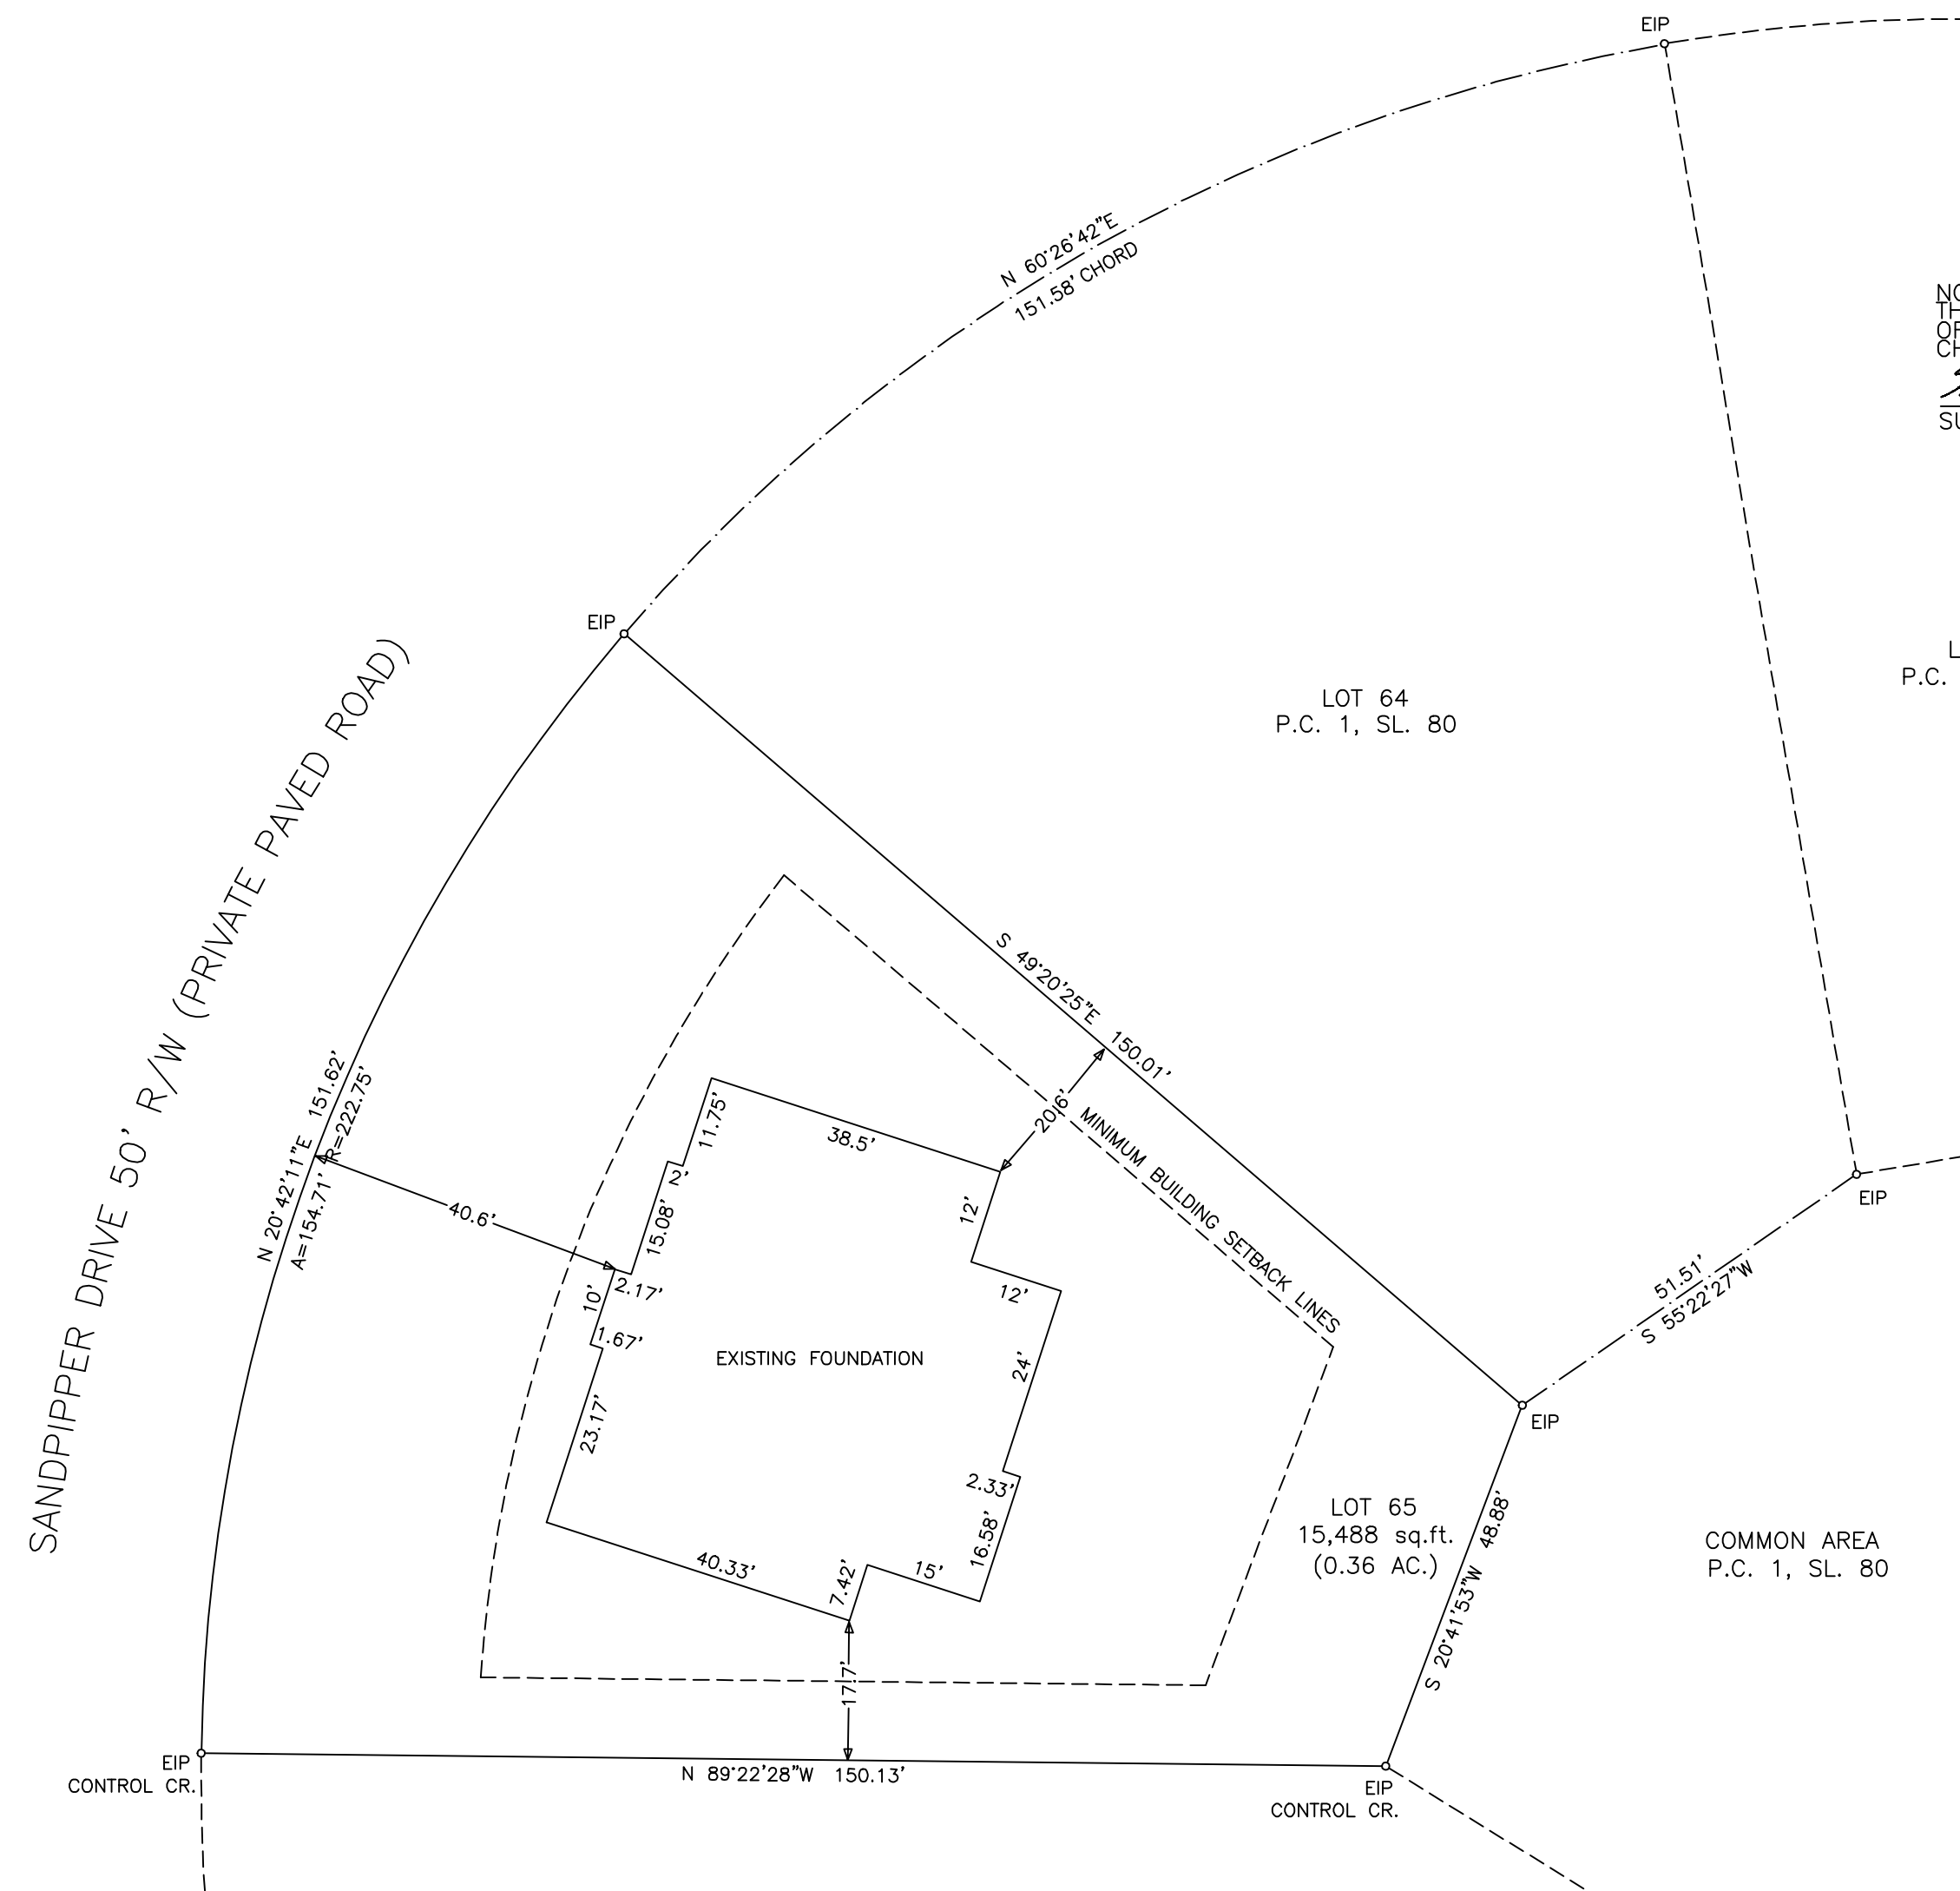 EIP
N 60°26'42"E
151.58' CHORD
EIP
LOT 64
P.C. 1, SL. 80
P.C.
SANDPIPPER DRIVE 50' R/W (PRIVATE PAVED ROAD)
N 20°42'11"E 151.62'
A=154.71' R=222.75'
S 49°20'25"E 150.01'
MINIMUM BUILDING SETBACK LINES
20.6'
11.75'
38.5'
2'
15.08'
40.6'
12'
2.17'
10'
12'
1.67'
EXISTING FOUNDATION
24'
23.17'
2.33'
16.58'
40.33'
7.42'
15'
17.7'
EIP
51.51'
S 55°22'27"W
EIP
LOT 65
15,488 sq.ft.
(0.36 AC.)
S 20°41'53"W 48.88'
COMMON AREA
P.C. 1, SL. 80
EIP
CONTROL CR.
N 89°22'28"W 150.13'
EIP
CONTROL CR.